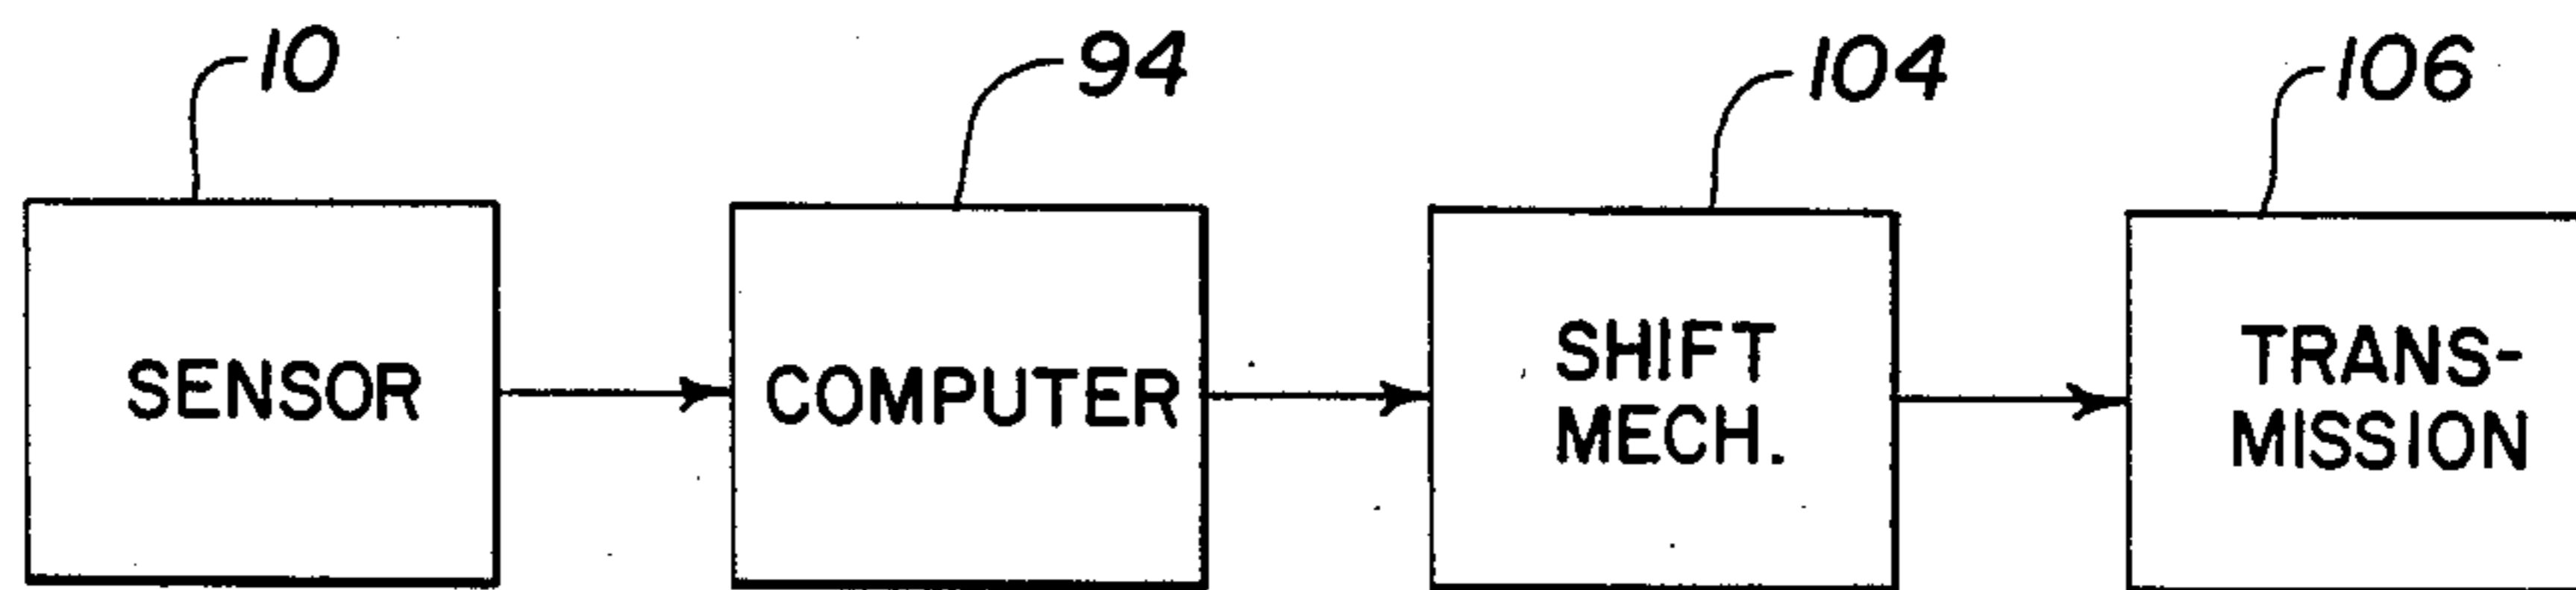 10
94
104
106
SENSOR
COMPUTER
SHIFT
MECH.
TRANS-
MISSION